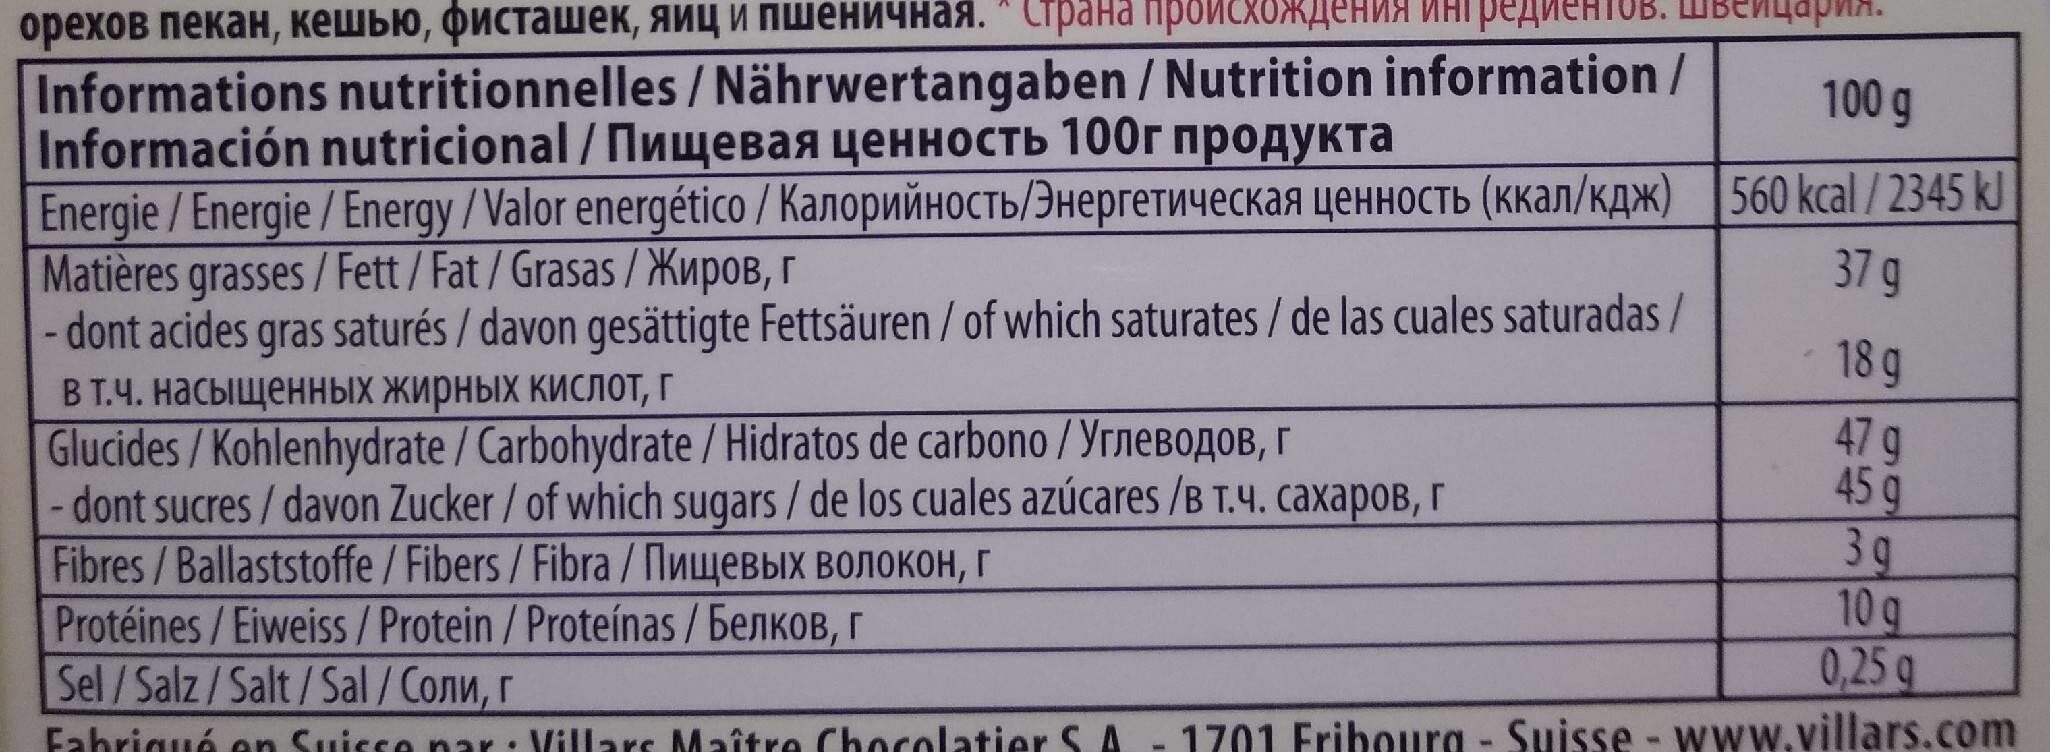 орехов пекан, кешью, фисташек, яиц и пшеничная. * Страна происхождения ингредиентов: Швейцария.
Informations nutritionnelles / Nährwertangaben / Nutrition information / 100 g
Información nutricional / Пищевая ценность 100г продукта
Energie / Energie / Energy / Valor energético / Калорийность/Энергетическая ценность (ккал/кдж) 560 kcal / 2345 kJ
Matières grasses / Fett / Fat / Grasas / Жиров, г 37 g
- dont acides gras saturés / davon gesättigte Fettsäuren / of which saturates / de las cuales saturadas /
в т.ч. насыщенных жирных кислот, г 18 g
Glucides / Kohlenhydrate / Carbohydrate / Hidratos de carbono / Углеводов, г 47 g
- dont sucres / davon Zucker / of which sugars / de los cuales azúcares /в т.ч. сахаров, г 45 g
Fibres / Ballaststoffe / Fibers / Fibra / Пищевых волокон, г 3 g
Protéines / Eiweiss / Protein / Proteínas / Белков, г 10 g
Sel / Salz / Salt / Sal / Соли, г 0,25 g
Fabriqué en Suisse par : Villars Maître Chocolatier S.A. - 1701 Fribourg - Suisse - www.villars.com